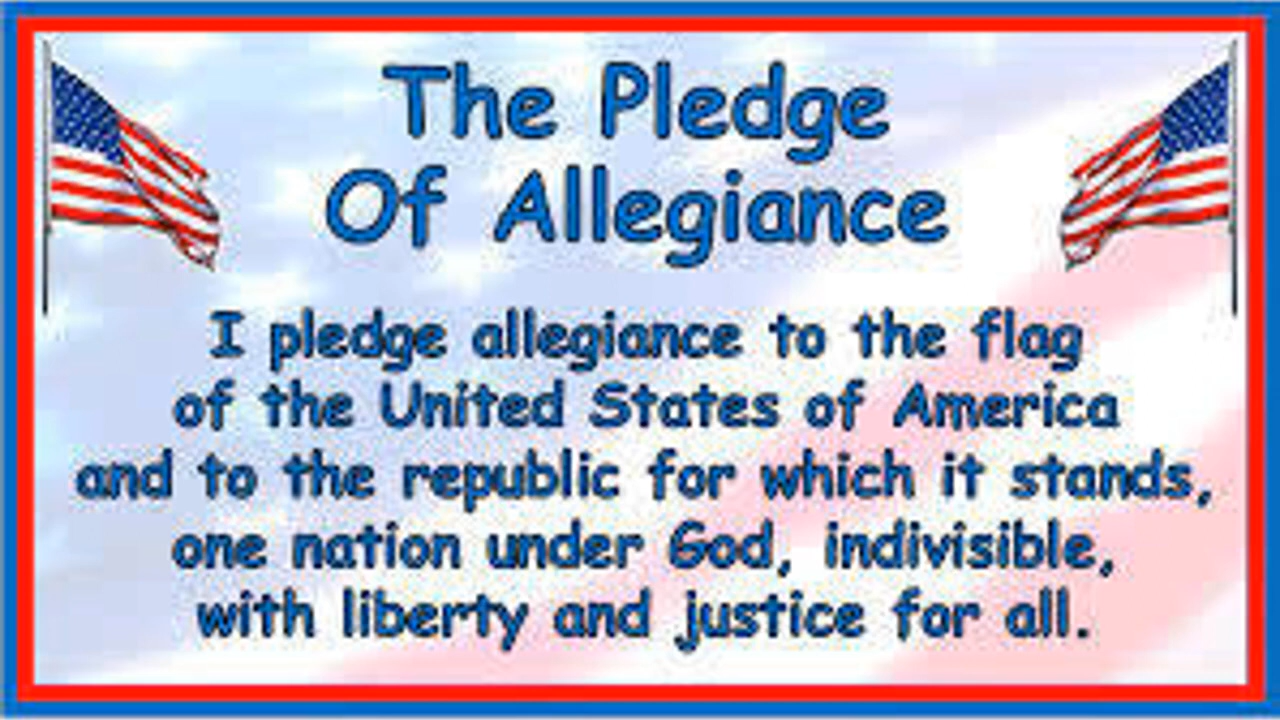 The Pledge
Of Allegiance
I pledge allegiance to the flag
of the United States of America
and to the republic for which it stands,
one nation under God, indivisible,
with liberty and justice for all.